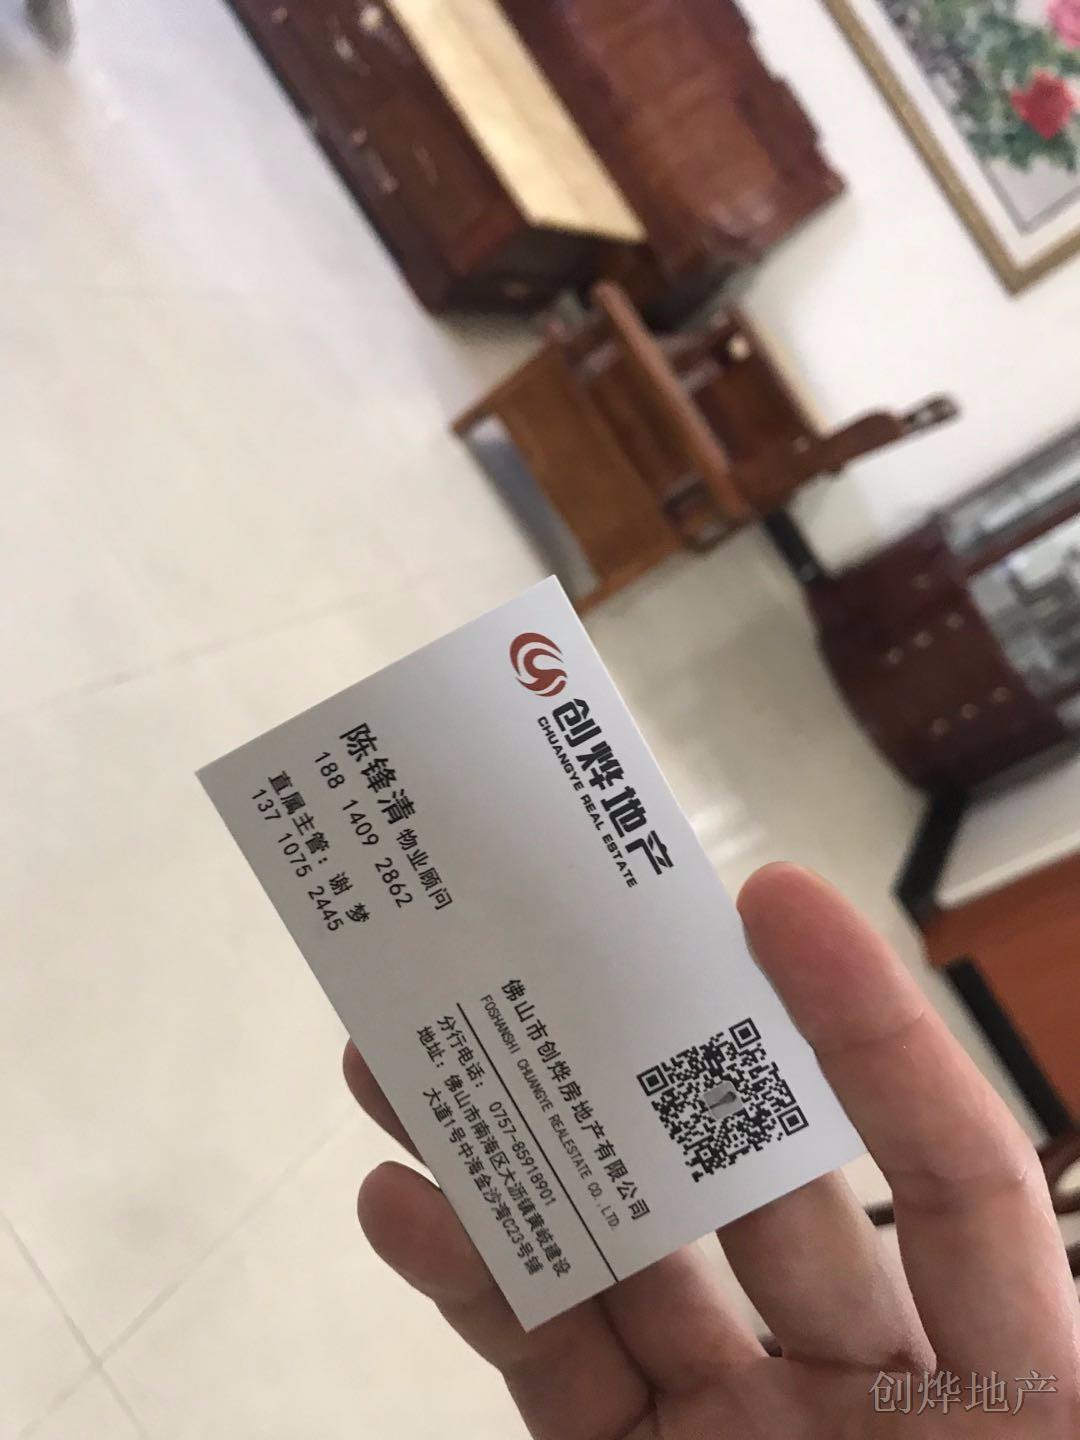 创烨地产
CHUANGYE REAL ESTATE
陈锋清 物业顾问
188 1409 2862
直属主管：谢 梦
137 1075 2445
佛山市创烨房地产有限公司
FOSHANSHI CHUANGYE REALESTATE CO.,LTD.
分行电话： 0757-85918901
地址：佛山市南海区大沥镇黄岐建设
大道1号中海金沙湾C23号铺
创烨地产